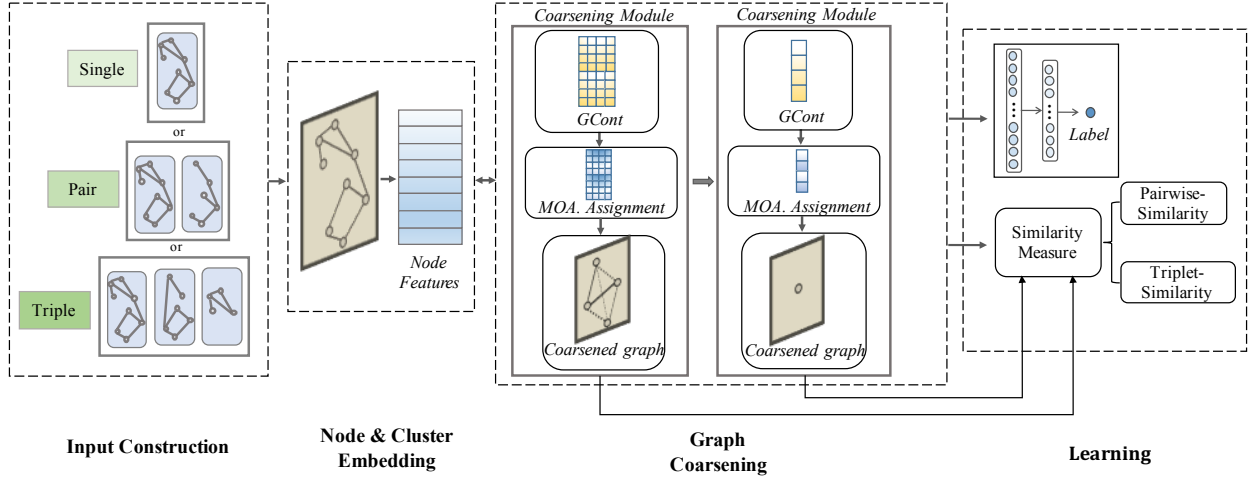 Single
or
Pair
or
Triple
Input Construction
Node
Features
Node & Cluster
Embedding
Coarsening Module
GCont
MOA. Assignment
Coarsened graph
Coarsening Module
GCont
MOA. Assignment
Coarsened graph
Graph
Coarsening
Label
Similarity
Measure
Pairwise-
Similarity
Triplet-
Similarity
Learning